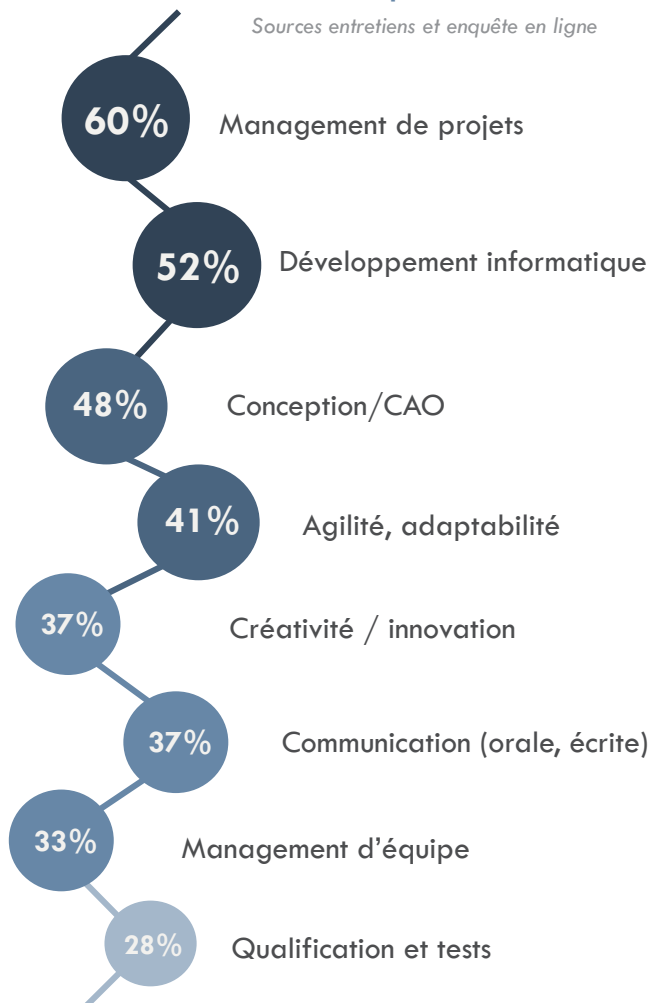 Sources entretiens et enquête en ligne
60%
Management de projets
52%
Développement informatique
48%
Conception/CAO
41%
Agilité, adaptabilité
37%
Créativité / innovation
37%
Communication (orale, écrite)
33%
Management d’équipe
28%
Qualification et tests